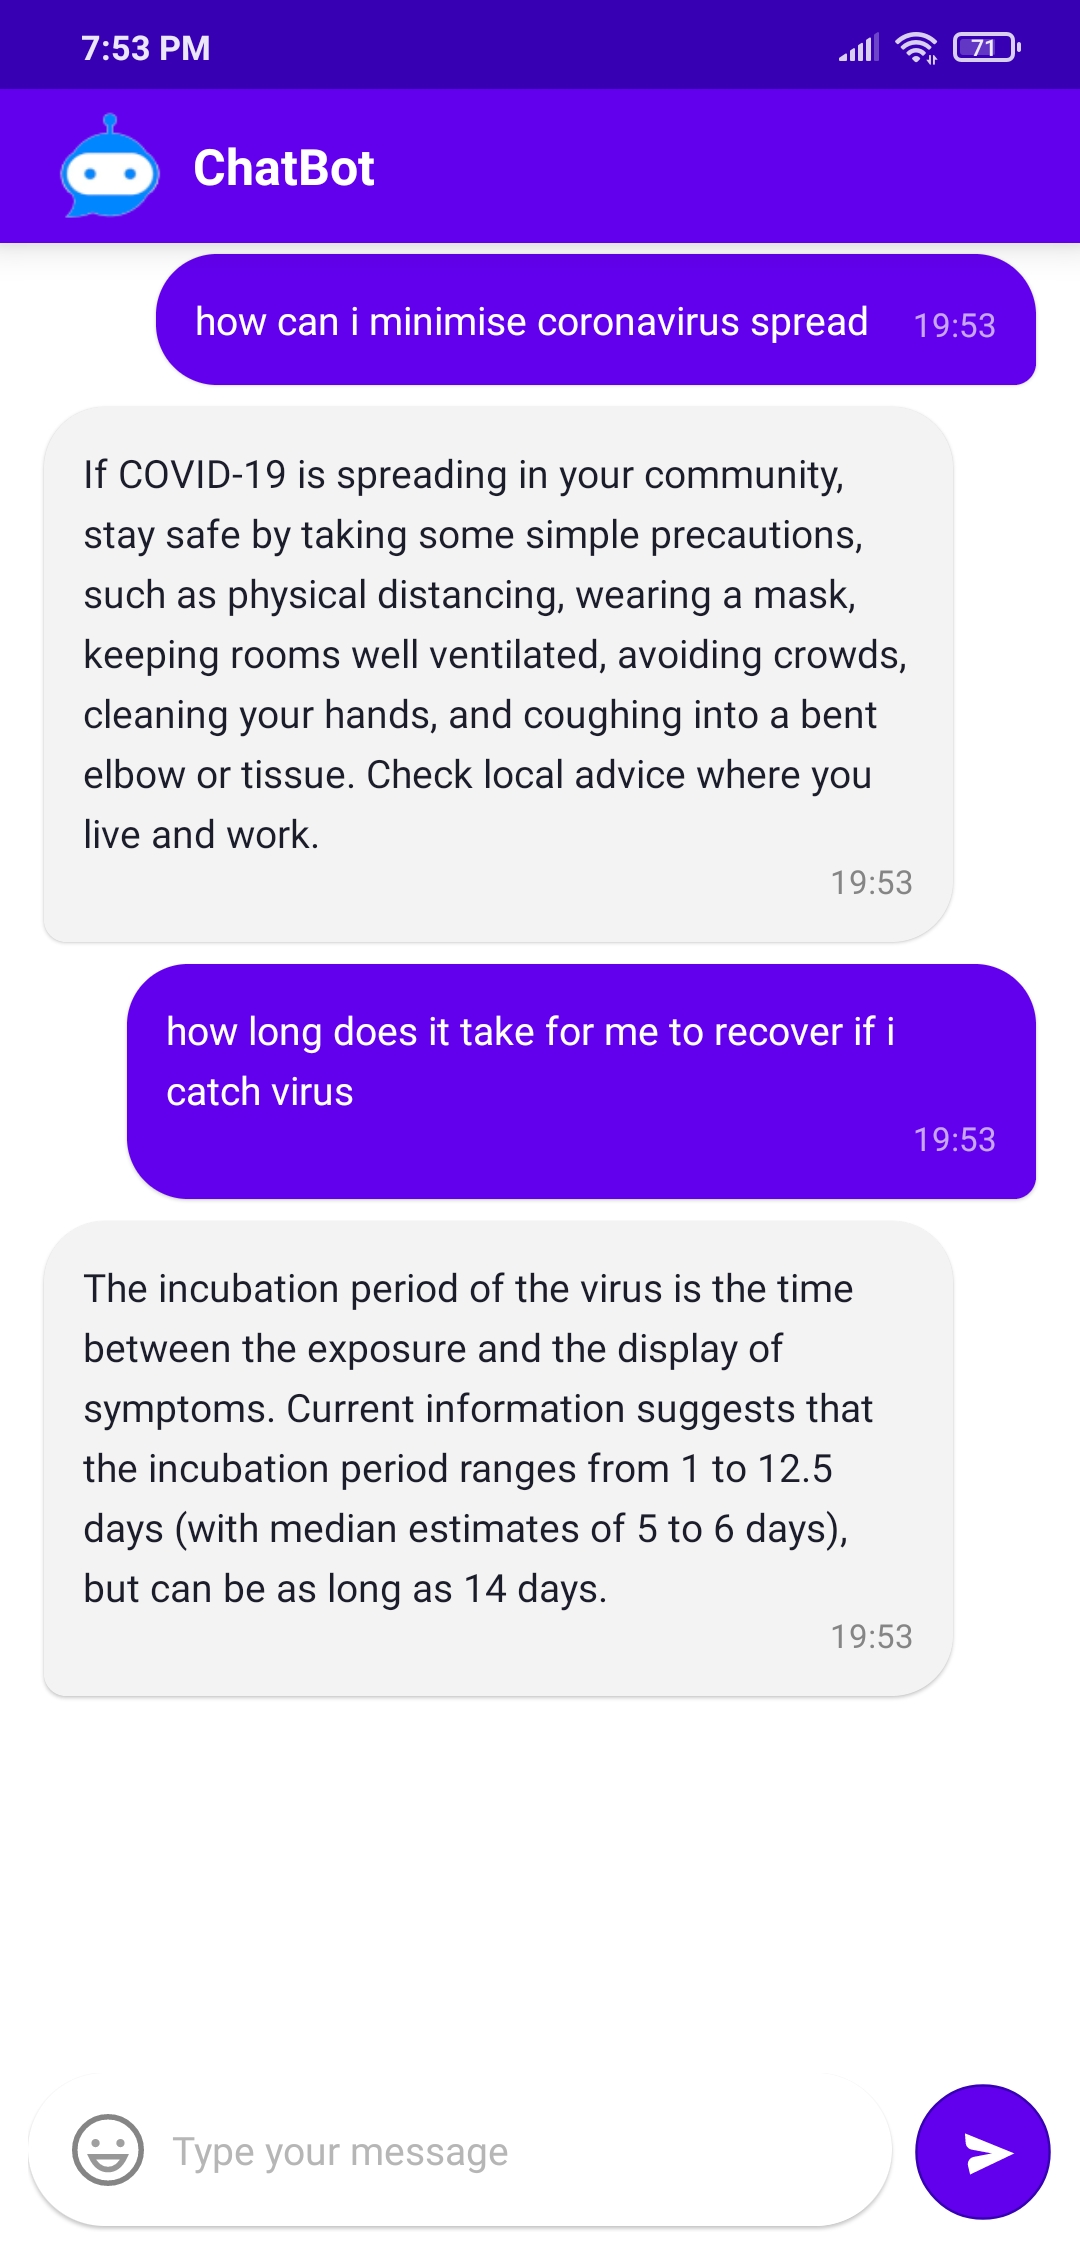 7:53 PM
71
ChatBot
how can i minimise coronavirus spread 19:53
If COVID-19 is spreading in your community,
stay safe by taking some simple precautions,
such as physical distancing, wearing a mask,
keeping rooms well ventilated, avoiding crowds,
cleaning your hands, and coughing into a bent
elbow or tissue. Check local advice where you
live and work.
19:53
how long does it take for me to recover if i
catch virus
19:53
The incubation period of the virus is the time
between the exposure and the display of
symptoms. Current information suggests that
the incubation period ranges from 1 to 12.5
days (with median estimates of 5 to 6 days),
but can be as long as 14 days.
19:53
Type your message